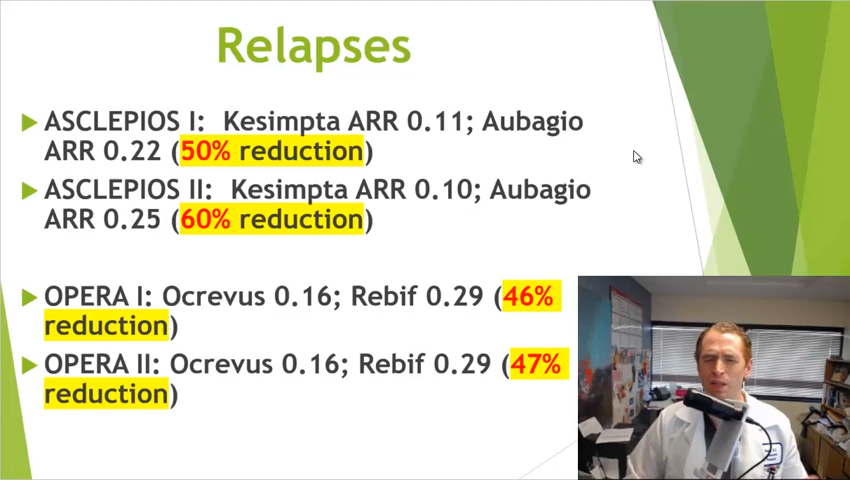 Relapses
ASCLEPIOS I: Kesimpta ARR 0.11; Aubagio
ARR 0.22 (50% reduction)
ASCLEPIOS II: Kesimpta ARR 0.10; Aubagio
ARR 0.25 (60% reduction)
OPERA I: Ocrevus 0.16; Rebif 0.29 (46%
reduction)
OPERA II: Ocrevus 0.16; Rebif 0.29 (47%
reduction)